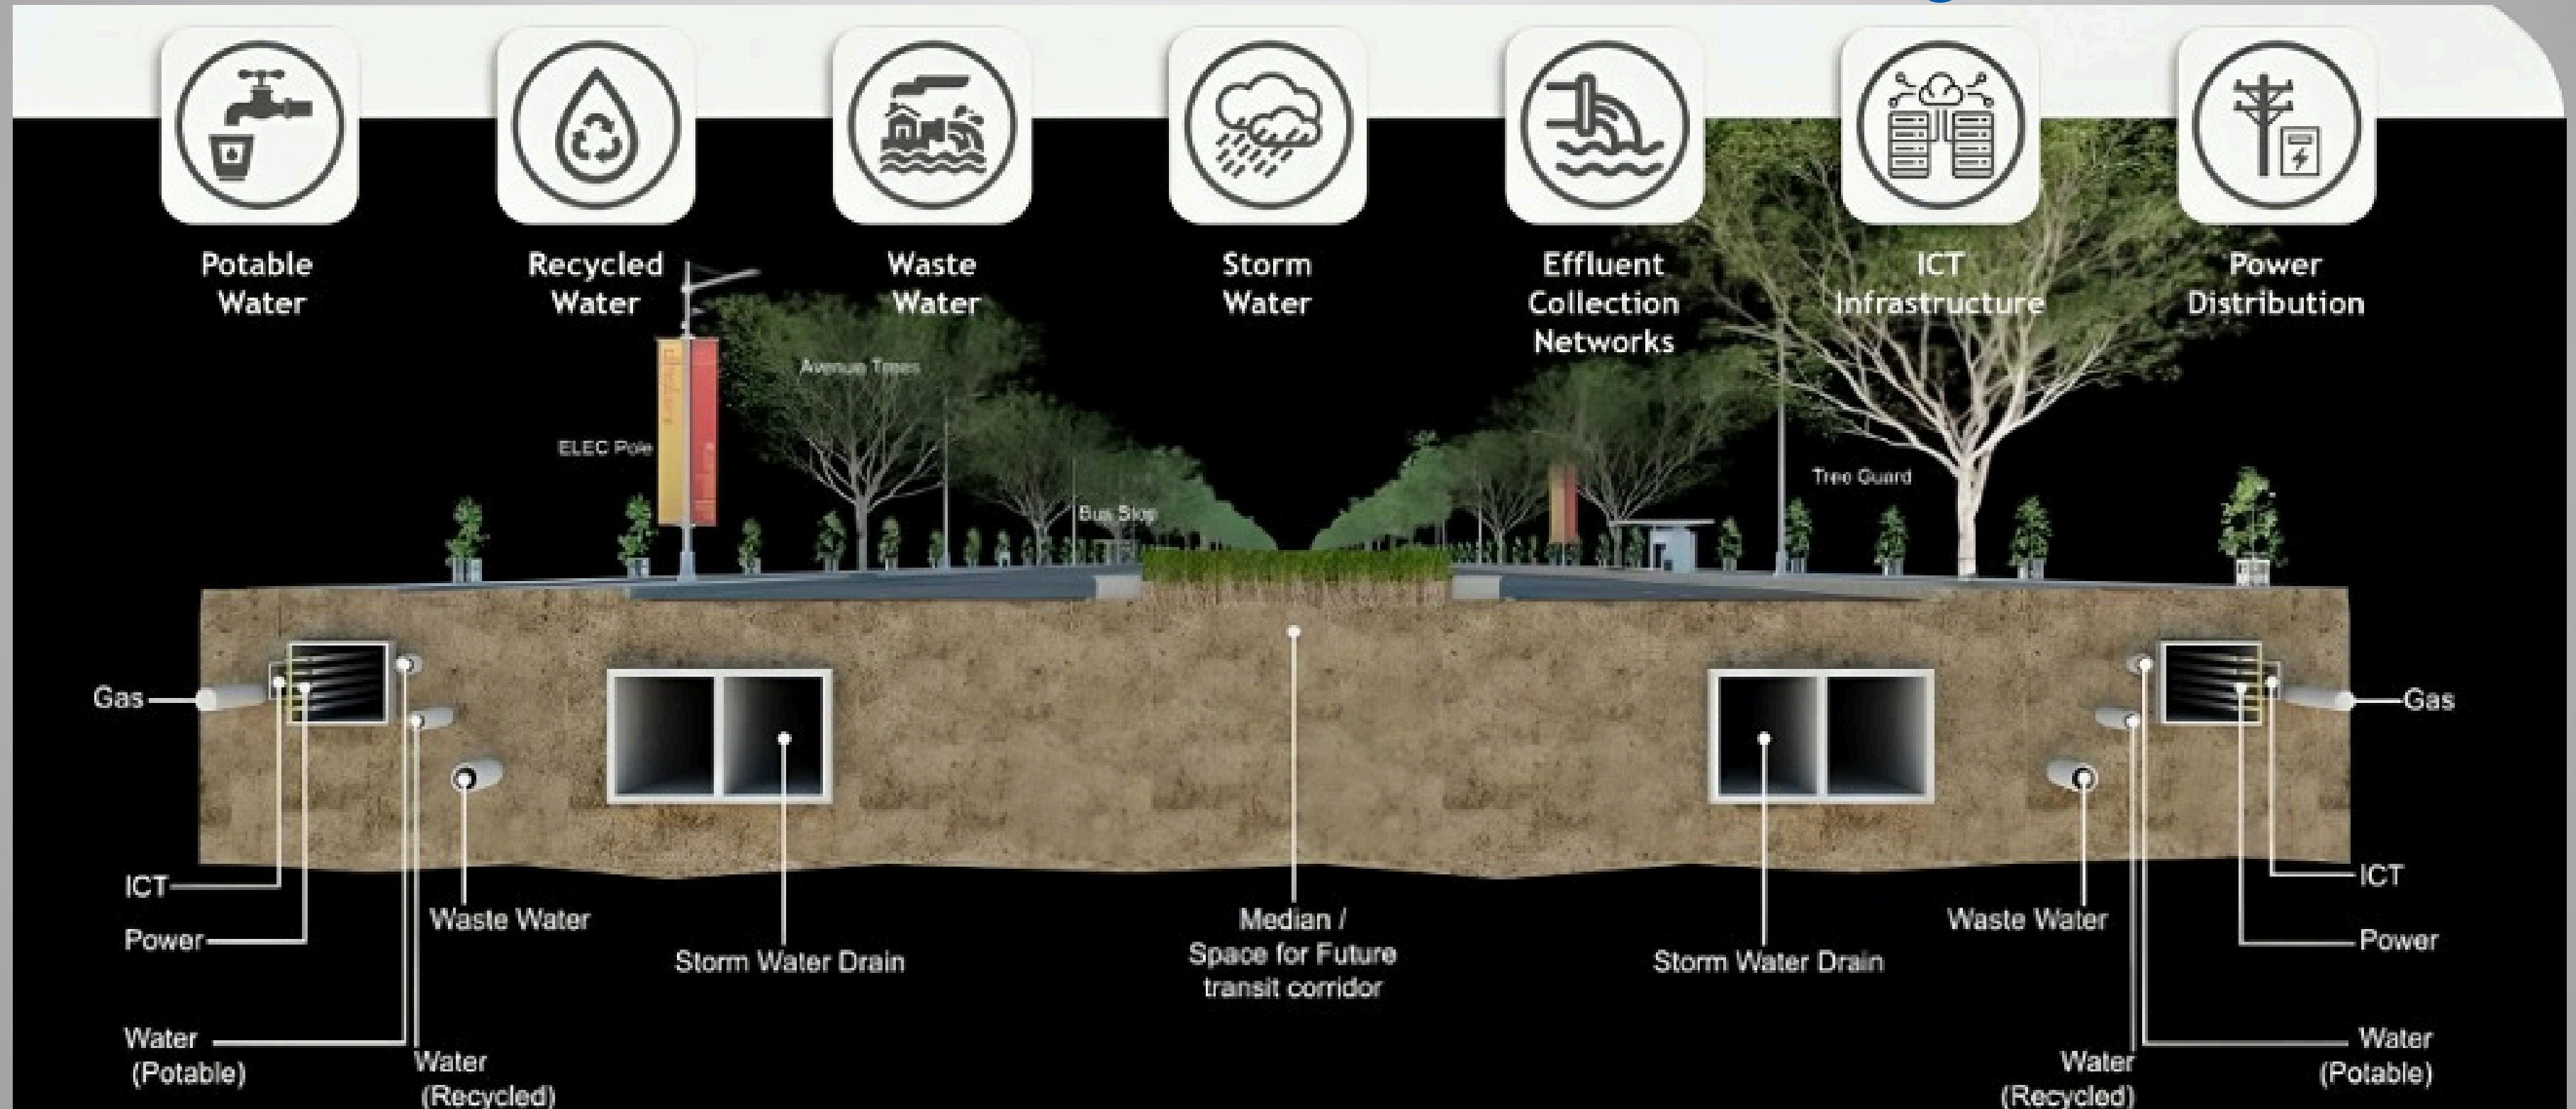 Potable
Water
Recycled
Water
Waste
Water
Storm
Water
Effluent
Collection
Networks
ICT
Infrastructure
Power
Distribution
Avenue Trees
ELEC Pole
Bus Stop
Tree Guard
Gas
Gas
ICT
Power
Water
(Potable)
Water
(Recycled)
Waste Water
Storm Water Drain
Median /
Space for Future
transit corridor
Storm Water Drain
Waste Water
Water
(Recycled)
ICT
Power
Water
(Potable)